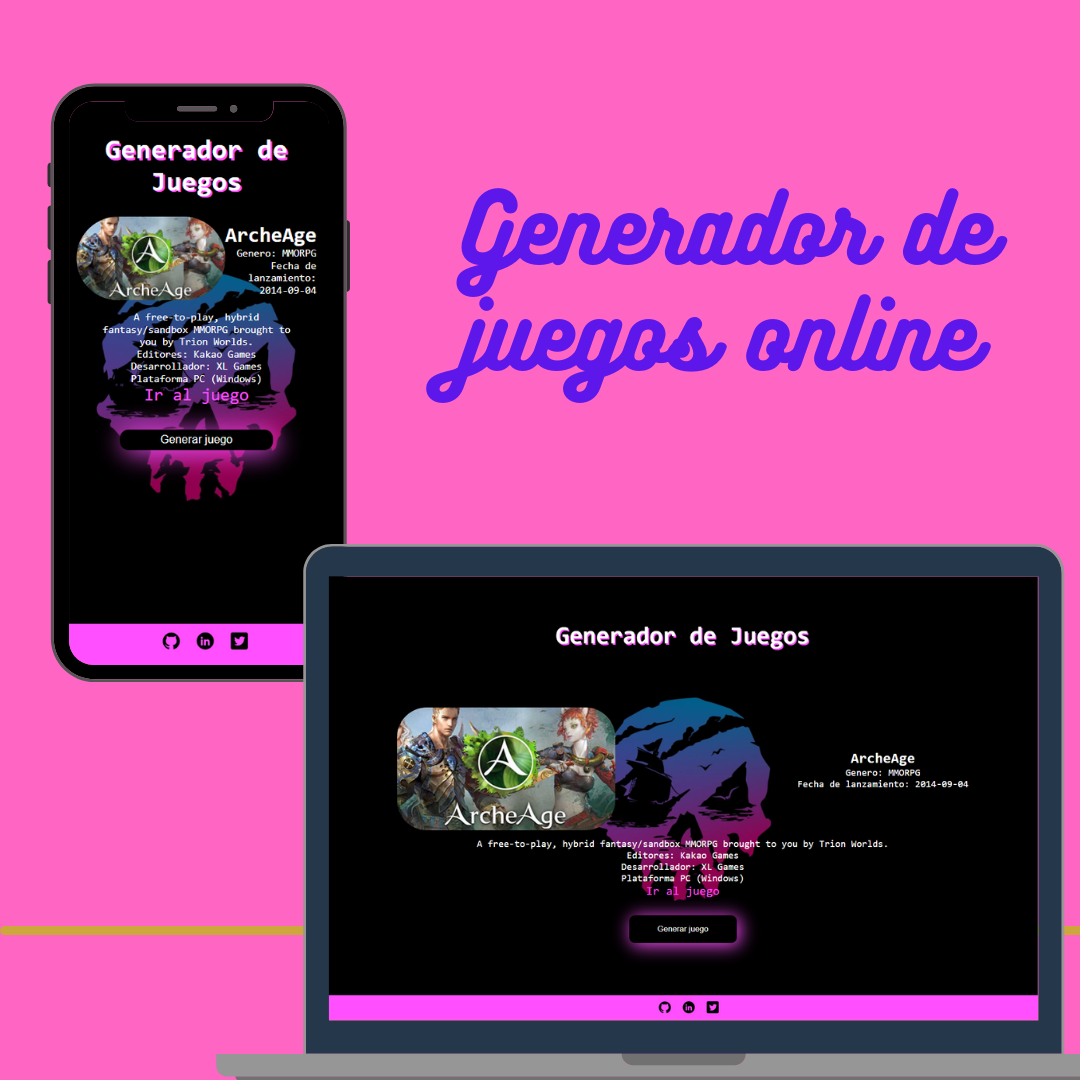 Generador de
juegos online
Generador de
Juegos
ArcheAge
ArcheAge
Genero: MMORPG
Fecha de
lanzamiento:
2014-09-04
A free-to-play, hybrid
fantasy/sandbox MMORPG brought to
you by Trion Worlds.
Editores: Kakao Games
Desarrollador: XL Games
Plataforma PC (Windows)
Ir al juego
Generar juego
Generador de Juegos
ArcheAge
ArcheAge
Genero: MMORPG
Fecha de lanzamiento: 2014-09-04
A free-to-play, hybrid fantasy/sandbox MMORPG brought to you by Trion Worlds.
Editores: Kakao Games
Desarrollador: XL Games
Plataforma PC (Windows)
Ir al juego
Generar juego